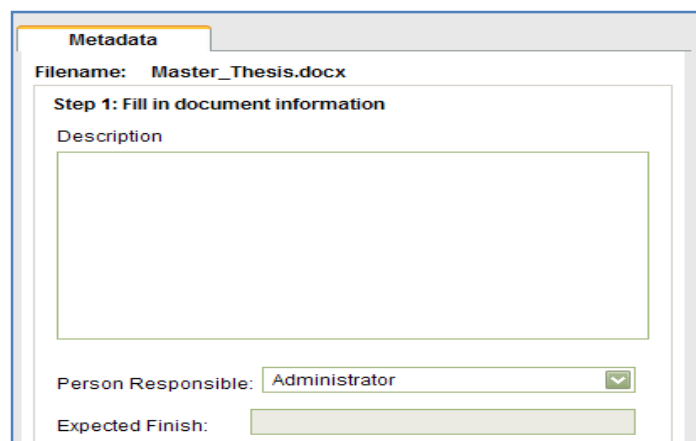 Metadata
Filename: Master_Thesis.docx
Step 1: Fill in document information
Description
Person Responsible: Administrator
Expected Finish: